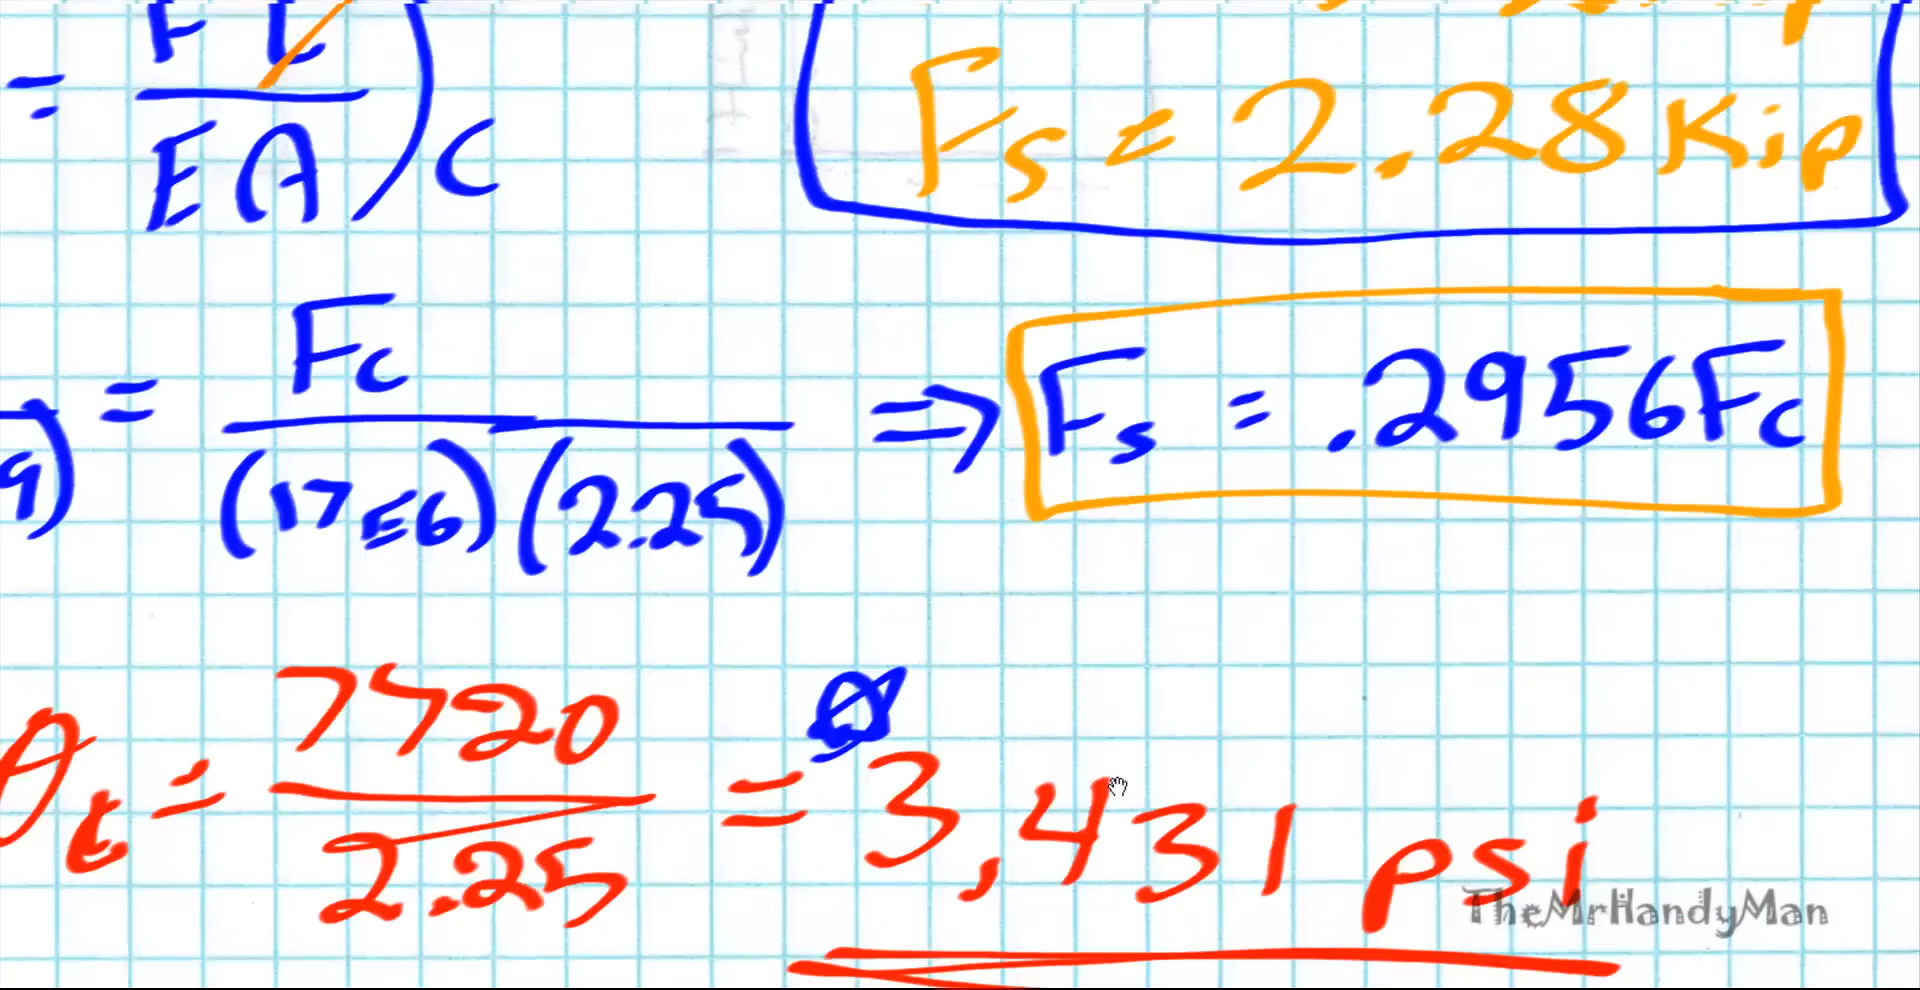 = FL / EA )c
Fs = 2.28 Kip
9) = Fc / (17E6)(2.25) => Fs = .2956Fc
t = 7720 / 2.25 = 3,431 psi
TheMrHandyMan